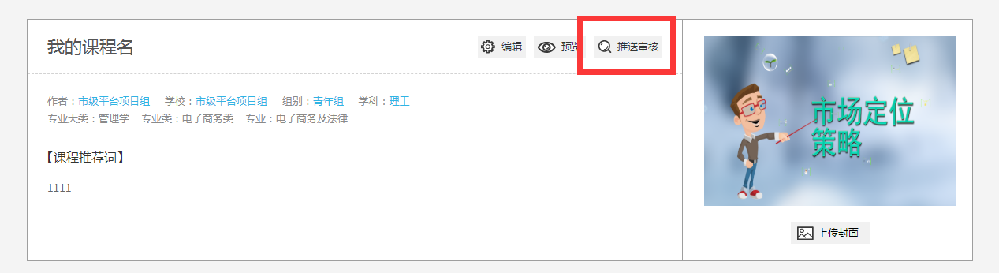 我的课程名
编辑 预览 推送审核
作者：市级平台项目组 学校：市级平台项目组 组别：青年组 学科：理工
专业大类：管理学 专业类：电子商务类 专业：电子商务及法律
【课程推荐词】
1111
市场定位
策略
上传封面